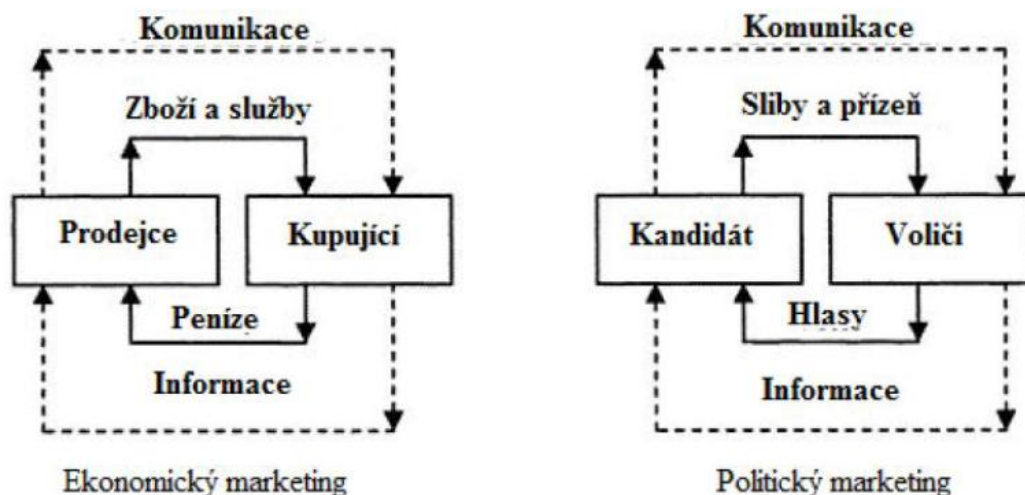 Komunikace
Zboží a služby
Prodejce
Kupující
Peníze
Informace
Ekonomický marketing
Komunikace
Sliby a přízeň
Kandidát
Voliči
Hlasy
Informace
Politický marketing